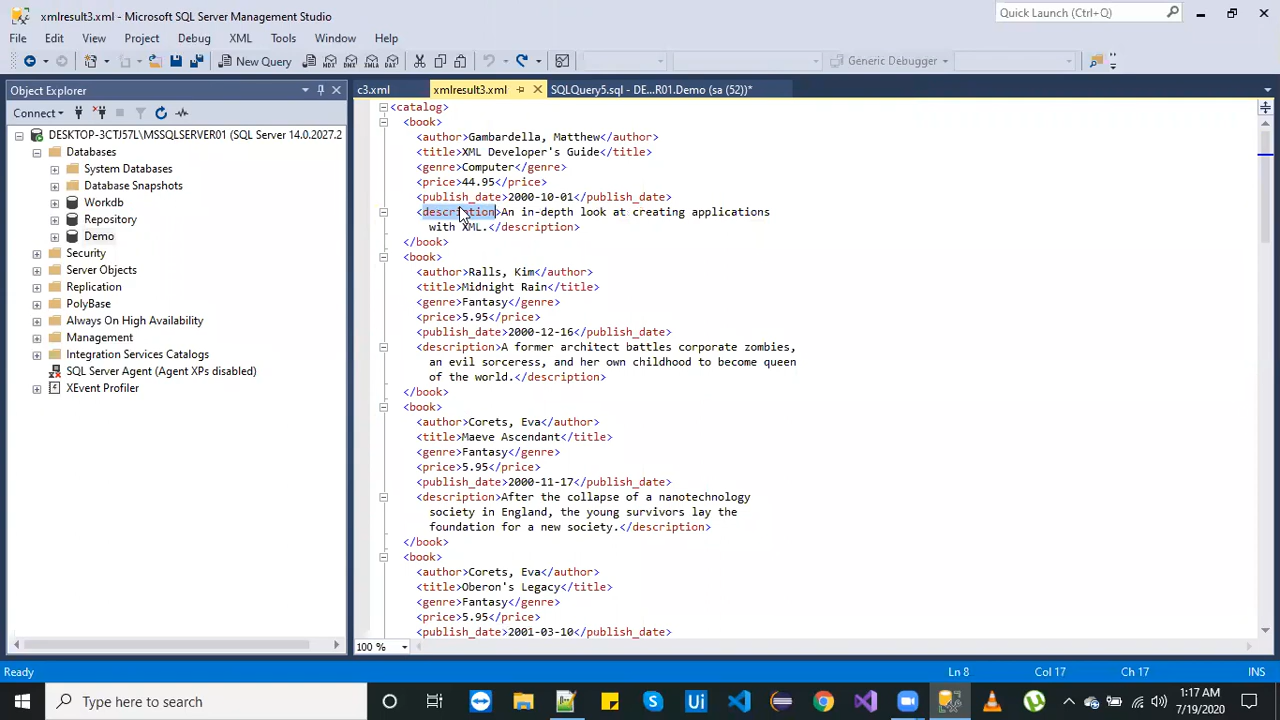 xmlresult3.xml - Microsoft SQL Server Management Studio
Quick Launch (Ctrl+Q)
File Edit View Project Debug XML Tools Window Help
New Query
Generic Debugger
Object Explorer
c3.xml xmlresult3.xml SQLQuery5.sql - DE...R01.Demo (sa (52))*
Connect
DESKTOP-3CTJ57L\MSSQLSERVER01 (SQL Server 14.0.2027.2
Databases
System Databases
Database Snapshots
Workdb
Repository
Demo
Security
Server Objects
Replication
PolyBase
Always On High Availability
Management
Integration Services Catalogs
SQL Server Agent (Agent XPs disabled)
XEvent Profiler
<catalog>
<book>
<author>Gambardella, Matthew</author>
<title>XML Developer's Guide</title>
<genre>Computer</genre>
<price>44.95</price>
<publish_date>2000-10-01</publish_date>
<description>An in-depth look at creating applications
with XML.</description>
</book>
<book>
<author>Ralls, Kim</author>
<title>Midnight Rain</title>
<genre>Fantasy</genre>
<price>5.95</price>
<publish_date>2000-12-16</publish_date>
<description>A former architect battles corporate zombies,
an evil sorceress, and her own childhood to become queen
of the world.</description>
</book>
<book>
<author>Corets, Eva</author>
<title>Maeve Ascendant</title>
<genre>Fantasy</genre>
<price>5.95</price>
<publish_date>2000-11-17</publish_date>
<description>After the collapse of a nanotechnology
society in England, the young survivors lay the
foundation for a new society.</description>
</book>
<book>
<author>Corets, Eva</author>
<title>Oberon's Legacy</title>
<genre>Fantasy</genre>
<price>5.95</price>
<publish_date>2001-03-10</publish_date>
100 %
Ready Ln 8 Col 17 Ch 17 INS
Type here to search
1:17 AM
7/19/2020